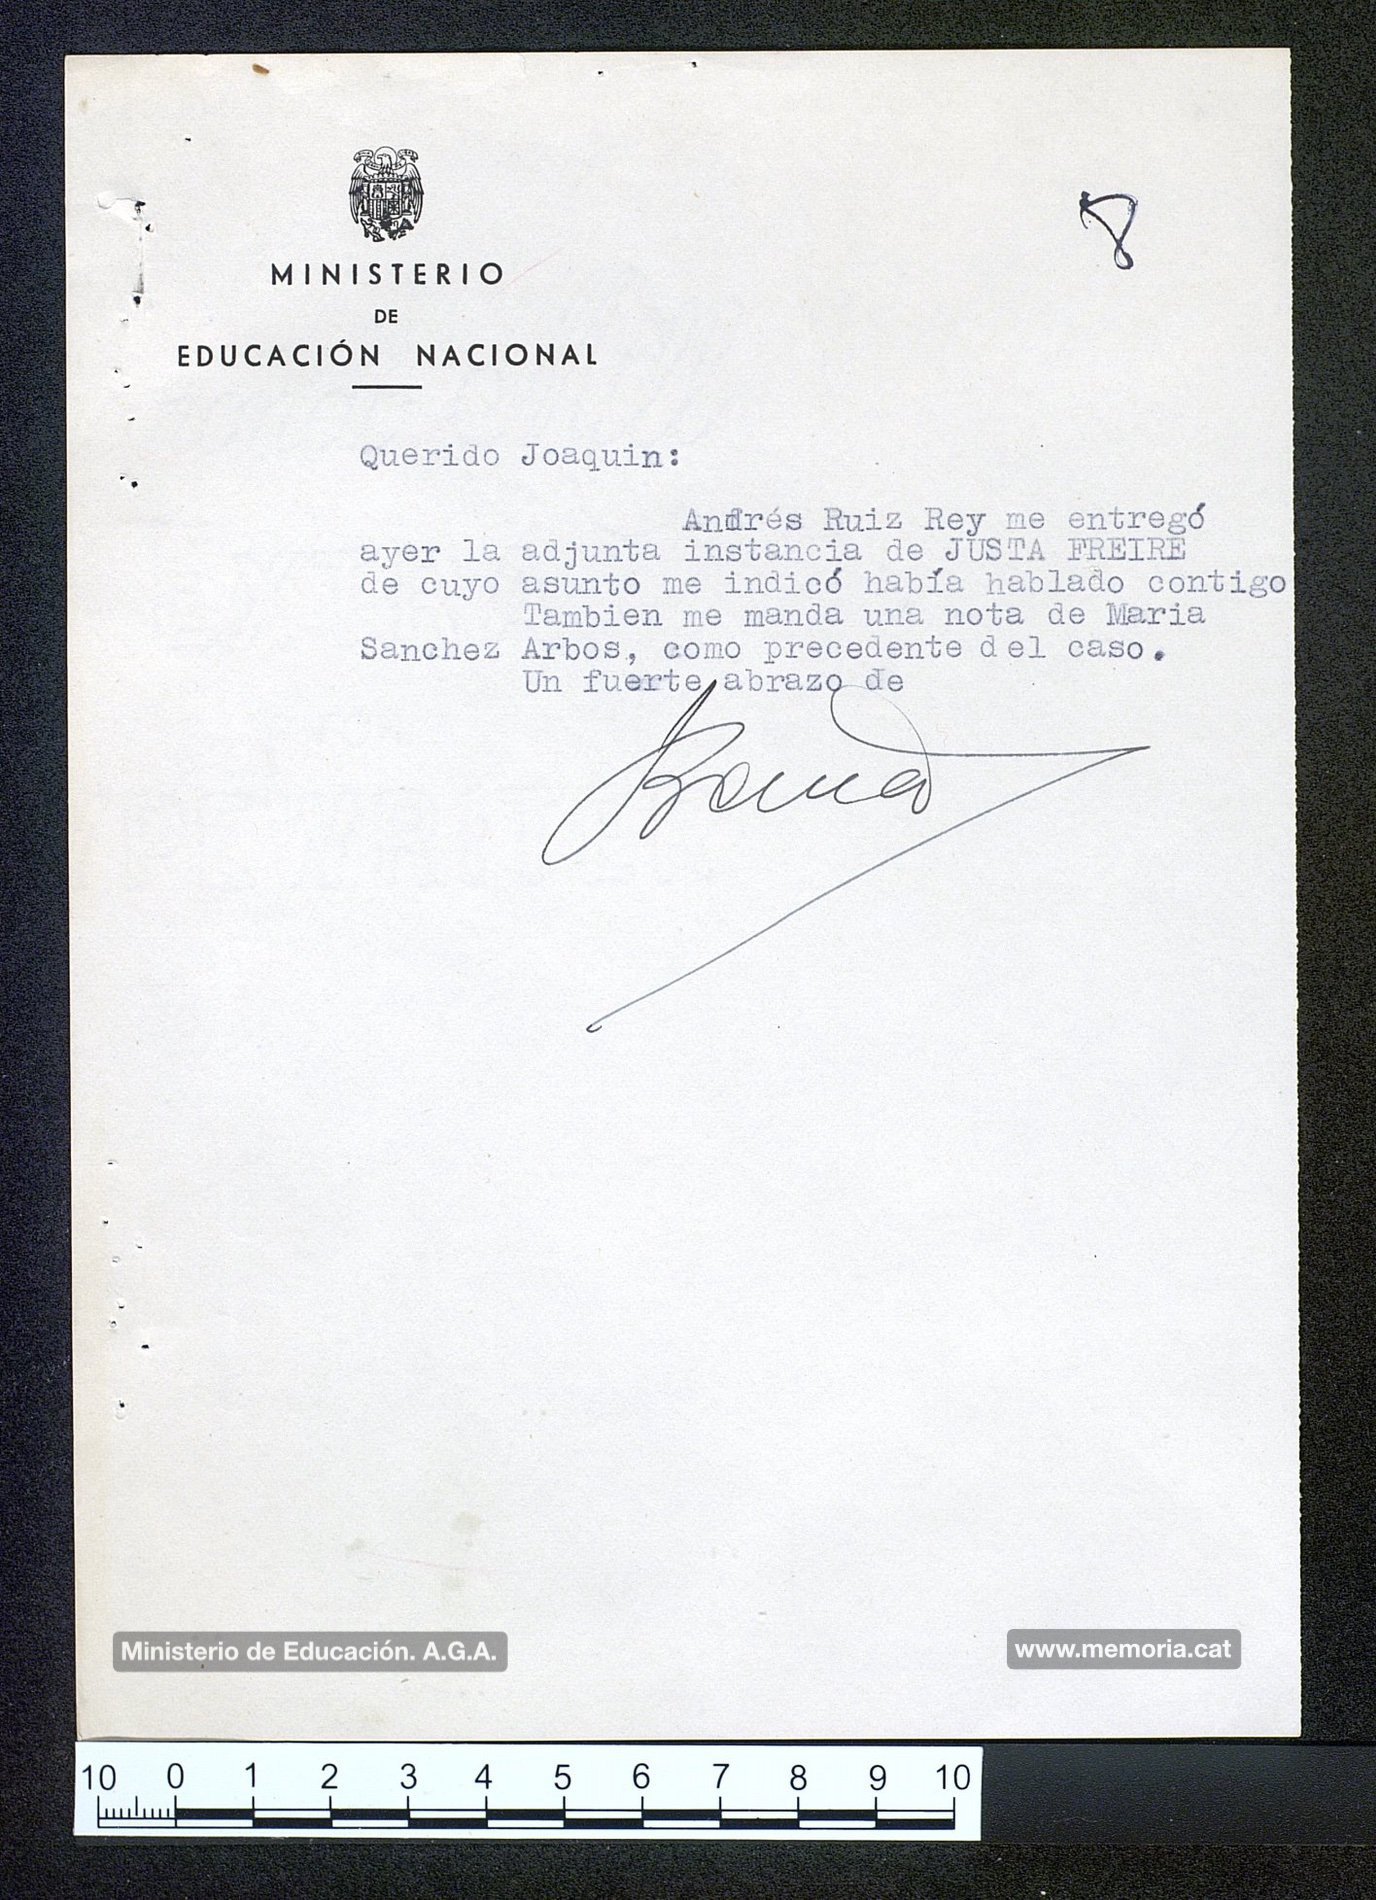 8
MINISTERIO
DE
EDUCACIÓN NACIONAL
Querido Joaquin:
Andrés Ruiz Rey me entregó
ayer la adjunta instancia de JUSTA FREIRE
de cuyo asunto me indicó había hablado contigo
Tambien me manda una nota de Maria
Sanchez Arbos, como precedente del caso.
Un fuerte abrazo de
Ministerio de Educación. A.G.A.
www.memoria.cat
10 0 1 2 3 4 5 6 7 8 9 10